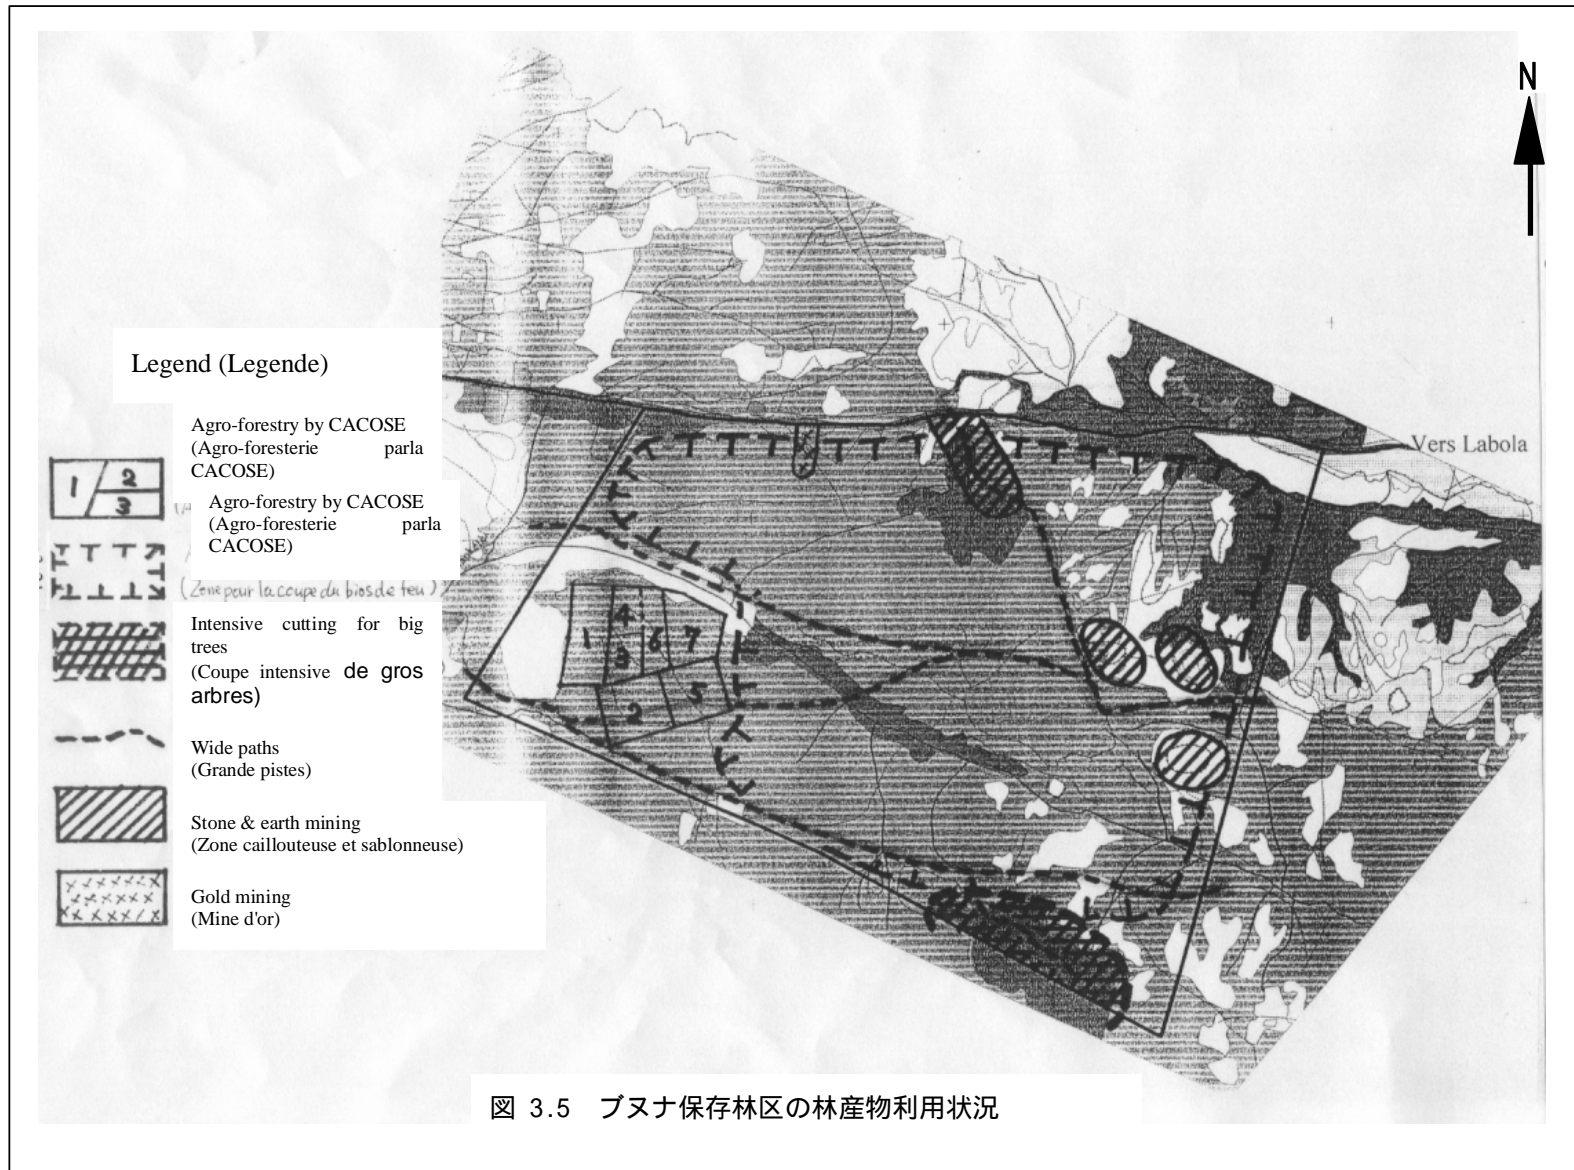 N
Legend (Legende)
Agro-forestry by CACOSE
(Agro-foresterie parla
CACOSE)
Agro-forestry by CACOSE
(Agro-foresterie parla
CACOSE)
1 2
3
(Zone pour la coupe du bios de feu)
Intensive cutting for big
trees
(Coupe intensive de gros
arbres)
Wide paths
(Grande pistes)
Stone & earth mining
(Zone caillouteuse et sablonneuse)
Gold mining
(Mine d'or)
Vers Labola
1
4
3
6
7
2
5
図 3.5 ブヌナ保存林区の林産物利用状況